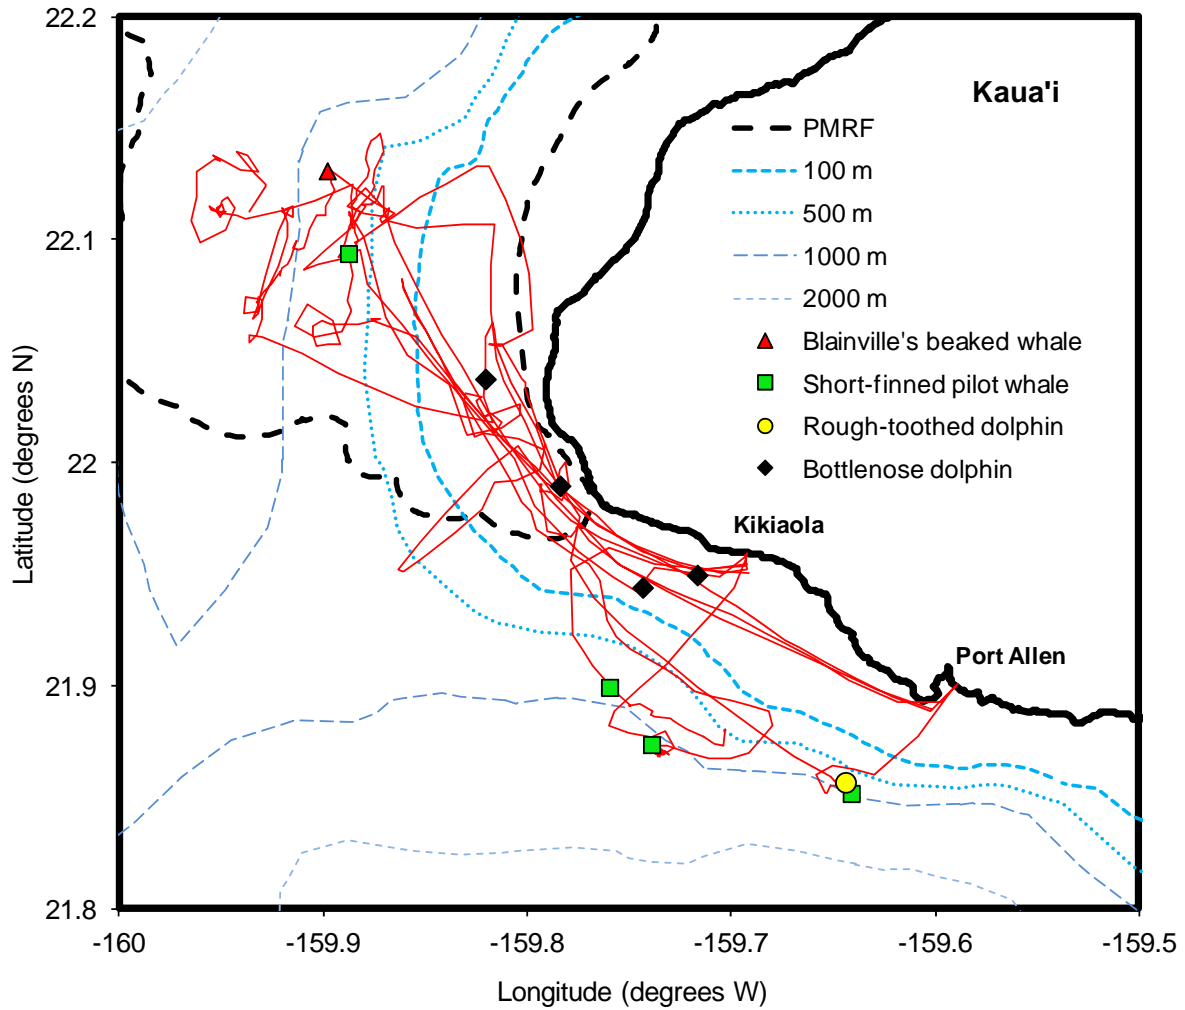 22.2
22.1
22
21.9
21.8
Latitude (degrees N)
Kaua'i
PMRF
100 m
500 m
1000 m
2000 m
Blainville's beaked whale
Short-finned pilot whale
Rough-toothed dolphin
Bottlenose dolphin
Kikiaola
Port Allen
-160
-159.9
-159.8
-159.7
-159.6
-159.5
Longitude (degrees W)